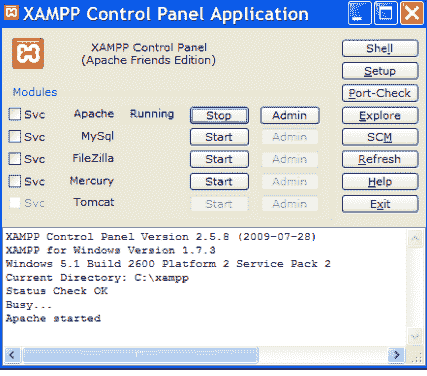 XAMPP Control Panel Application
XAMPP Control Panel
(Apache Friends Edition)
Shell
Setup
Modules
Port-Check
Svc Apache Running Stop Admin Explore
Svc MySql Start Admin SCM
Svc FileZilla Start Admin Refresh
Svc Mercury Start Admin Help
Svc Tomcat Start Admin Exit
XAMPP Control Panel Version 2.5.8 (2009-07-28)
XAMPP for Windows Version 1.7.3
Windows 5.1 Build 2600 Platform 2 Service Pack 2
Current Directory: C:\xampp
Status Check OK
Busy...
Apache started